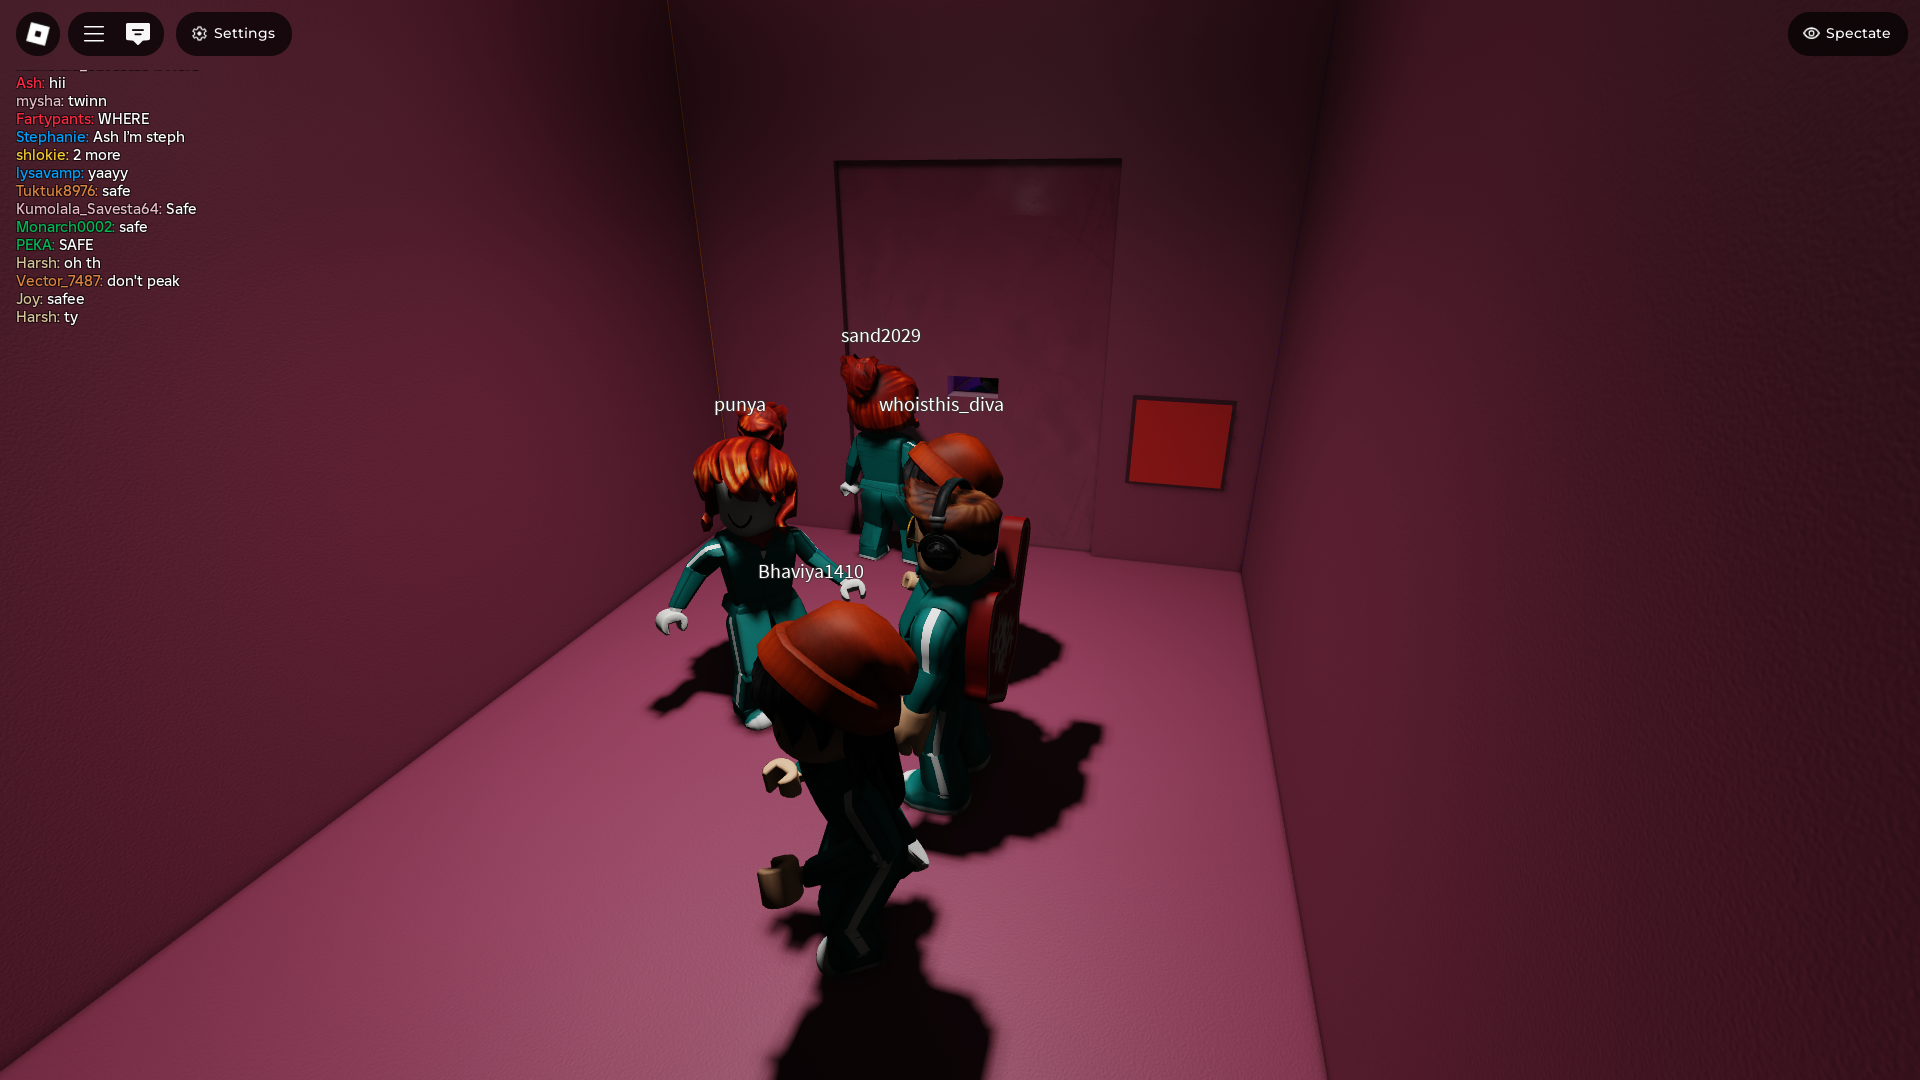 Settings
Spectate
Ash: hii
mysha: twinn
Fartypants: WHERE
Stephanie: Ash I'm steph
shlokie: 2 more
lysavamp: yaayy
Tuktuk8976: safe
Kumolala_Savesta64: Safe
Monarch0002: safe
PEKA: SAFE
Harsh: oh th
Vector_7487: don't peak
Joy: safee
Harsh: ty
sand2029
punya
whoisthis_diva
Bhaviya1410